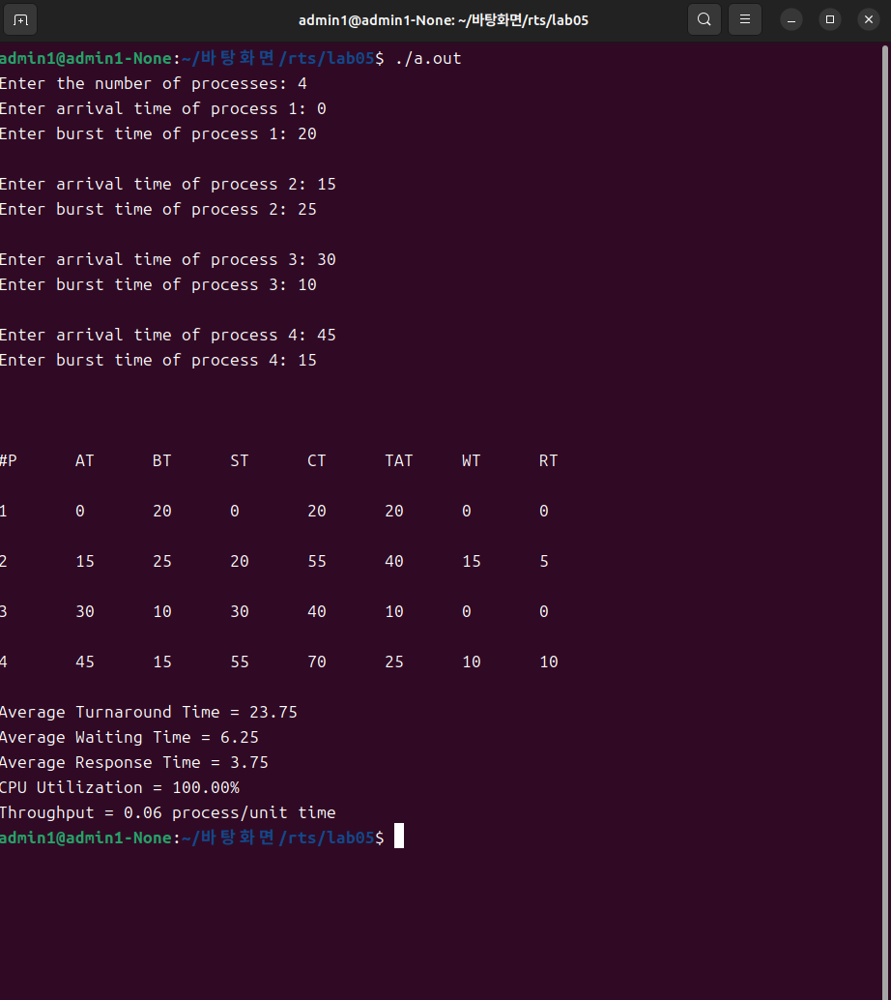 admin1@admin1-None: ~/바탕화면/rts/lab05
admin1@admin1-None:~/바탕화면/rts/lab05$ ./a.out
Enter the number of processes: 4
Enter arrival time of process 1: 0
Enter burst time of process 1: 20
Enter arrival time of process 2: 15
Enter burst time of process 2: 25
Enter arrival time of process 3: 30
Enter burst time of process 3: 10
Enter arrival time of process 4: 45
Enter burst time of process 4: 15
#P AT BT ST CT TAT WT RT
1 0 20 0 20 20 0 0
2 15 25 20 55 40 15 5
3 30 10 30 40 10 0 0
4 45 15 55 70 25 10 10
Average Turnaround Time = 23.75
Average Waiting Time = 6.25
Average Response Time = 3.75
CPU Utilization = 100.00%
Throughput = 0.06 process/unit time
admin1@admin1-None:~/바탕화면/rts/lab05$